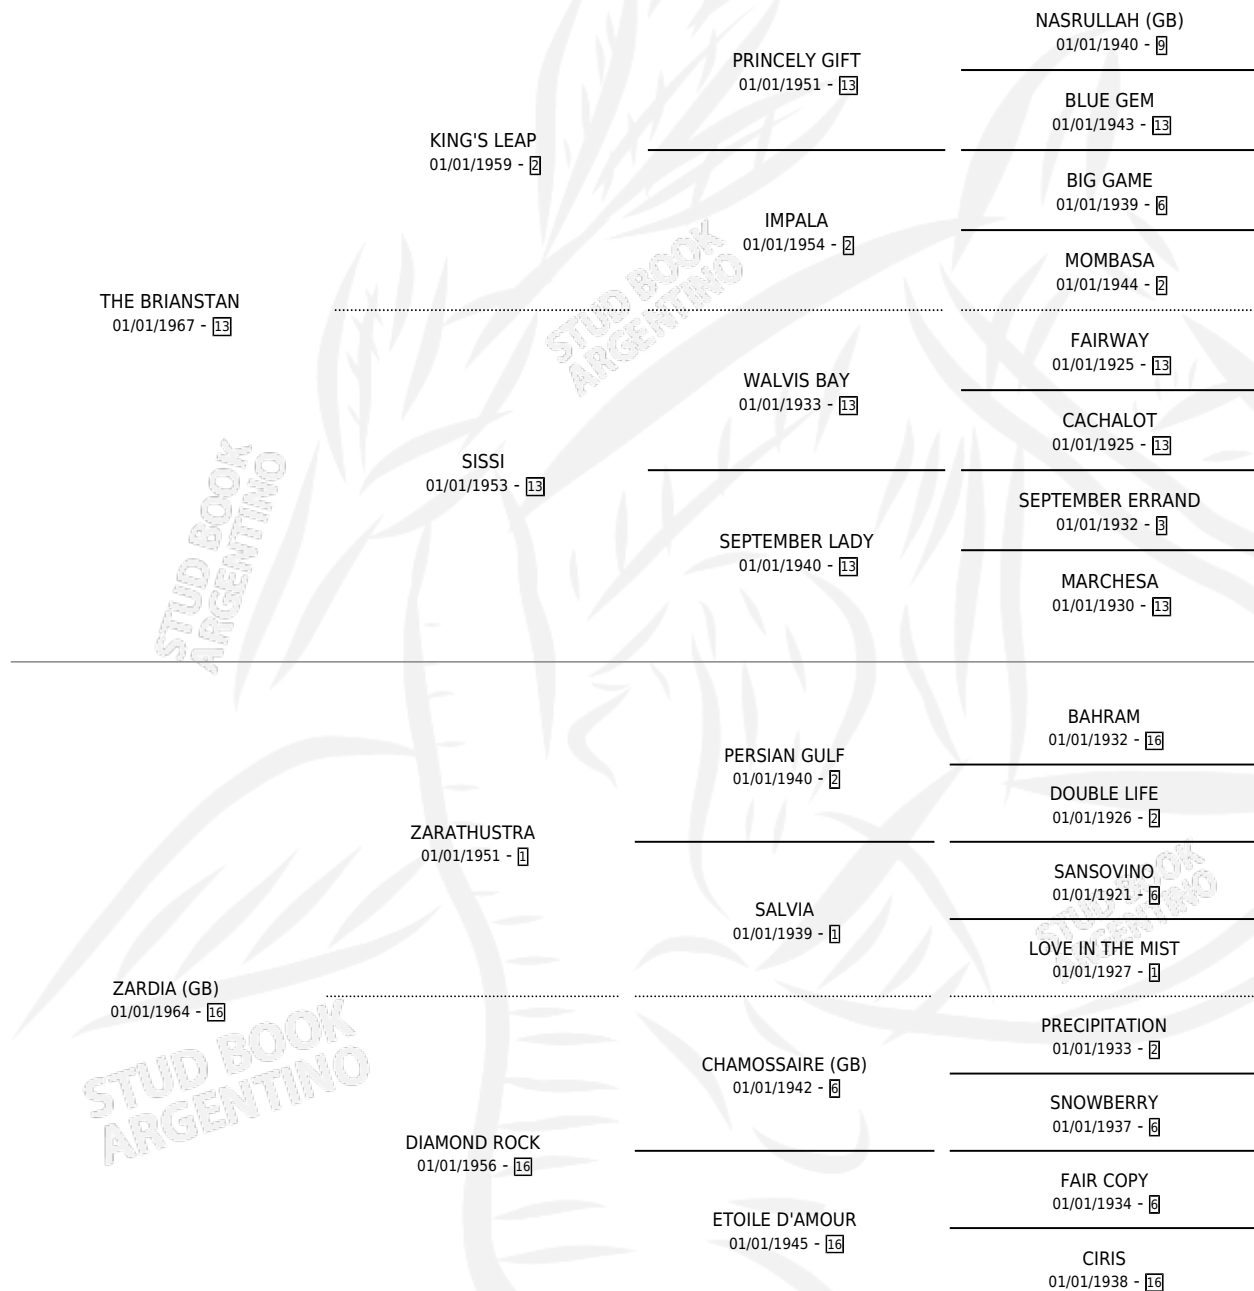 NASRULLAH (GB)
01/01/1940 - 9
PRINCELY GIFT
01/01/1951 - 13
BLUE GEM
01/01/1943 - 13
KING'S LEAP
01/01/1959 - 2
BIG GAME
01/01/1939 - 6
IMPALA
01/01/1954 - 2
MOMBASA
01/01/1944 - 2
THE BRIANSTAN
01/01/1967 - 13
FAIRWAY
01/01/1925 - 13
WALVIS BAY
01/01/1933 - 13
CACHALOT
01/01/1925 - 13
SISSI
01/01/1953 - 13
SEPTEMBER ERRAND
01/01/1932 - 3
SEPTEMBER LADY
01/01/1940 - 13
MARCHESA
01/01/1930 - 13
BAHRAM
01/01/1932 - 16
PERSIAN GULF
01/01/1940 - 2
DOUBLE LIFE
01/01/1926 - 2
ZARATHUSTRA
01/01/1951 - 1
SANSOVINO
01/01/1921 - 6
SALVIA
01/01/1939 - 1
LOVE IN THE MIST
01/01/1927 - 1
ZARDIA (GB)
01/01/1964 - 16
PRECIPITATION
01/01/1933 - 2
CHAMOSSAIRE (GB)
01/01/1942 - 6
SNOWBERRY
01/01/1937 - 6
DIAMOND ROCK
01/01/1956 - 16
FAIR COPY
01/01/1934 - 6
ETOILE D'AMOUR
01/01/1945 - 16
CIRIS
01/01/1938 - 16
STUD BOOK
ARGENTINO
STUD BOOK
ARGENTINO
STUD BOOK
ARGENTINO
STUD BOOK
ARGENTINO